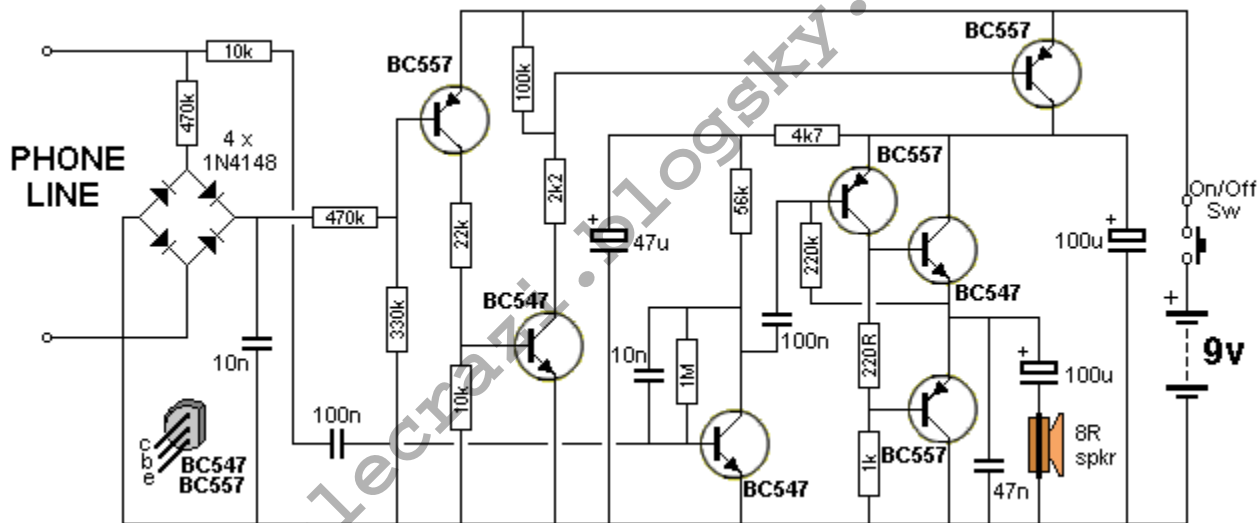 BC557
BC557
10k
100k
470k
4 x
1N4148
PHONE
LINE
4k7
BC557
2k2
56k
On/Off
Sw
470k
22k
+
47u
220k
+
100u
BC547
BC547
330k
10n
10n
1M
100n
220R
+
9v
+
100u
10k
100n
c
b
e
BC547
BC557
BC547
1k
BC557
8R
spkr
47n
lecrazi.blogsky.